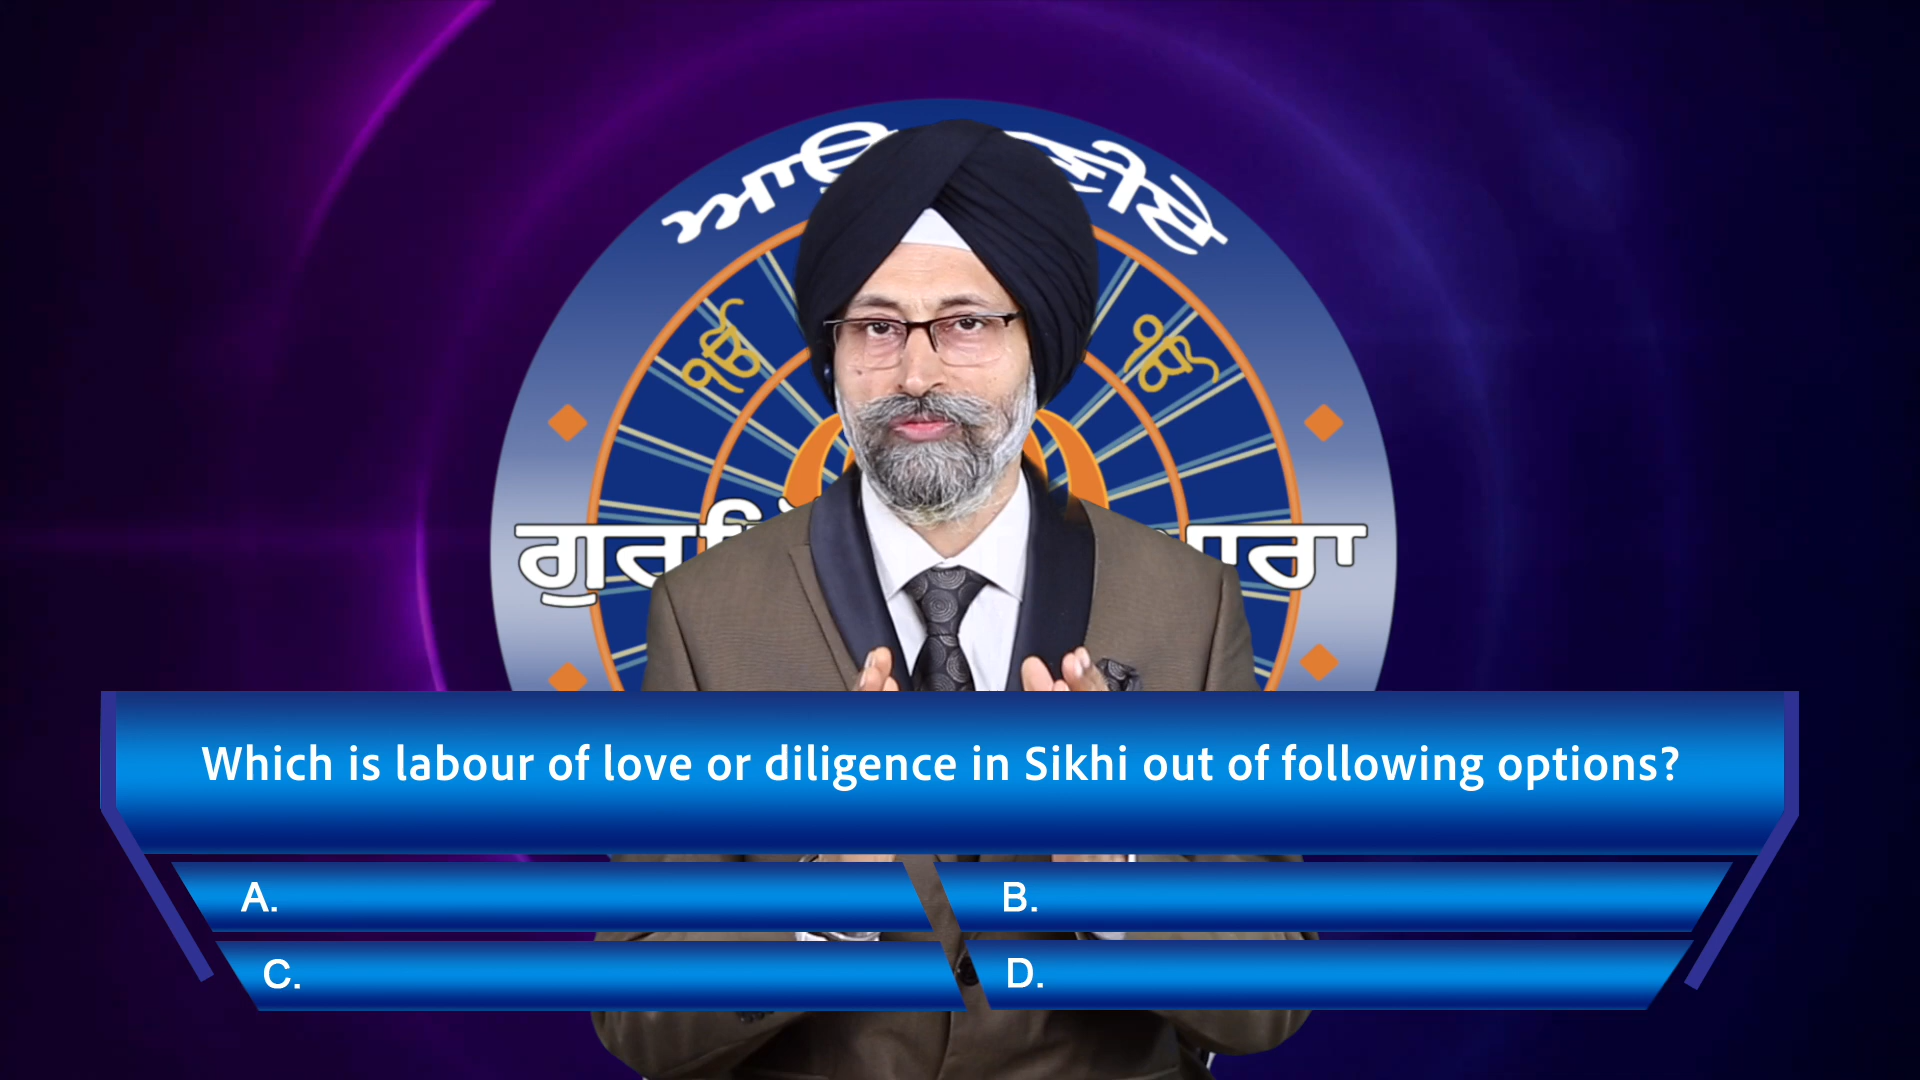 ੴ ੴ
Which is labour of love or diligence in Sikhi out of following options?
A.
B.
C.
D.